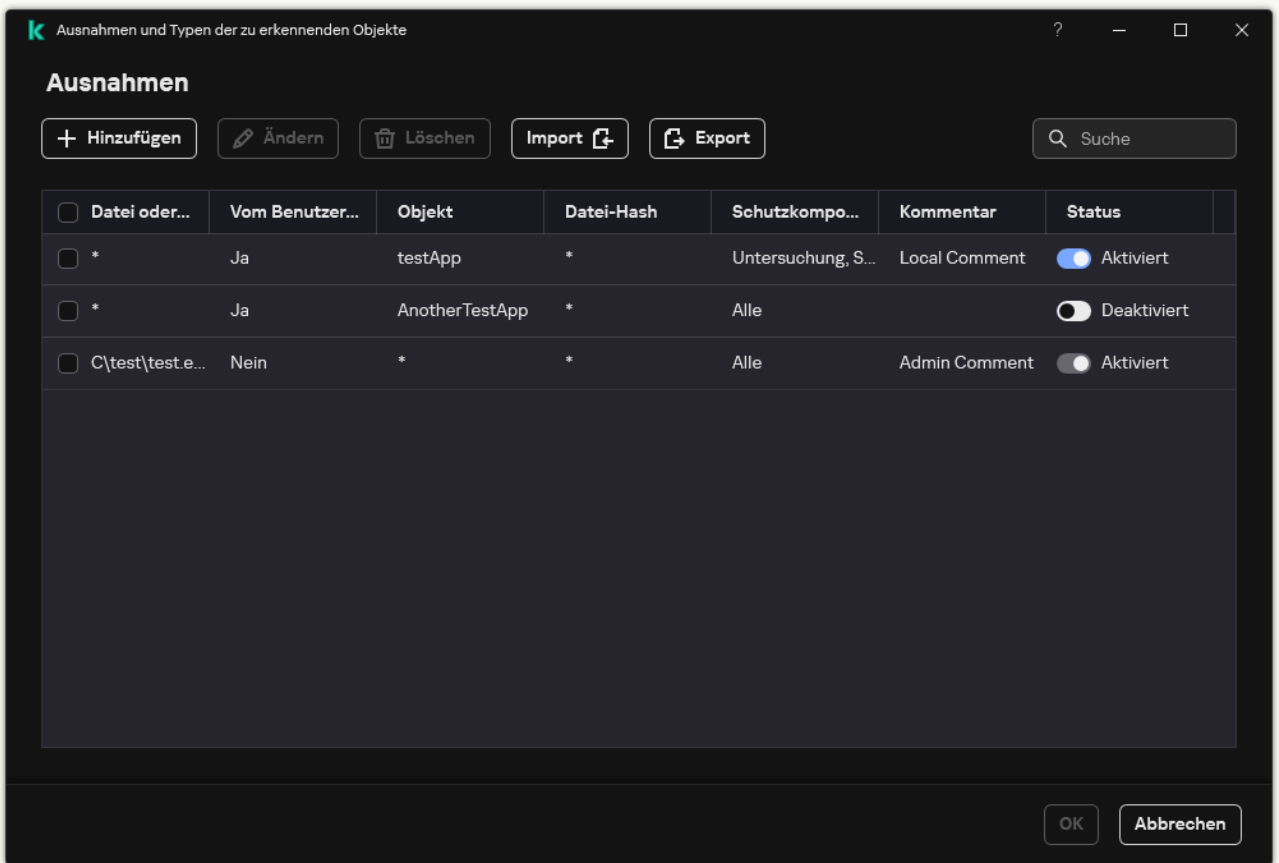 Ausnahmen und Typen der zu erkennenden Objekte
Ausnahmen
Hinzufügen Ändern Löschen Import Export Suche
Datei oder... Vom Benutzer... Objekt Datei-Hash Schutzkompo... Kommentar Status
* Ja testApp * Untersuchung, S... Local Comment Aktiviert
* Ja AnotherTestApp * Alle Deaktiviert
C\test\test.e... Nein * * Alle Admin Comment Aktiviert
OK Abbrechen